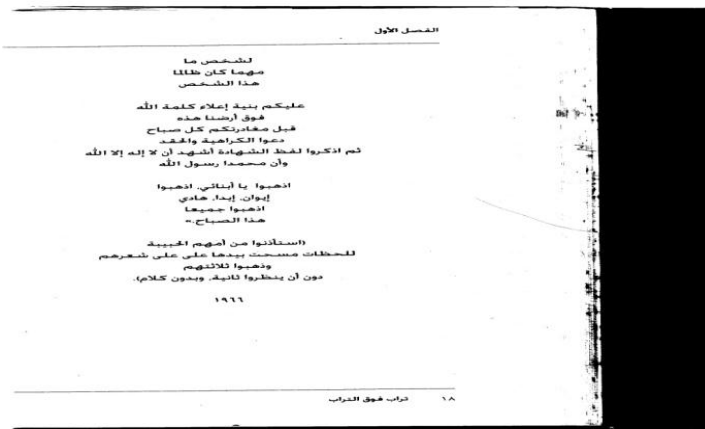 الفصل الأول
لشخص ما
مهما كان ظالما
هذا الشخص
عليكم بنية إعلاء كلمة الله
فوق أرضنا هذه
قبل مغادرتكم كل صباح
دعوا الكراهية والحقد
ثم اذكروا لفظ الشهادة أشهد أن لا إله إلا الله
وأن محمدا رسول الله
اذهبوا يا أبنائي. اذهبوا
إيوان. إيدا. هادي
اذهبوا جميعا
هذا الصباح.»
(استأذنوا من أمهم الحبيبة
للحظات مسحت بيدها على على شعرهم
وذهبوا ثلاثتهم
دون أن ينظروا ثانية. وبدون كلام).
١٩٦٦
١٨ تراب فوق التراب